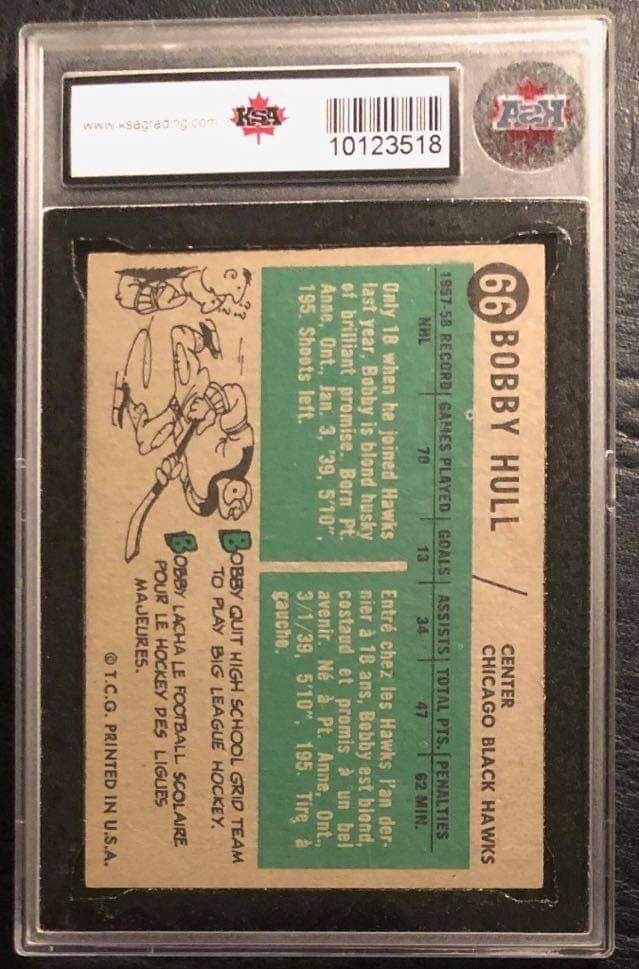 www.ksagrading.com
KSA
10123518
KSA
66 BOBBY HULL
CENTER
CHICAGO BLACK HAWKS
1957-58 RECORD GAMES PLAYED GOALS ASSISTS TOTAL PTS. PENALTIES
NHL 70 13 34 47 62 MIN.
Only 18 when he joined Hawks
last year, Bobby is blond husky
of brilliant promise. Born Pt.
Anne, Ont., Jan. 3, '39, 5'10",
195. Shoots left.
Entré chez les Hawks l'an der-
nier à 18 ans, Bobby est blond,
costaud et promis à un bel
avenir. Né à Pt. Anne, Ont.,
3/1/39, 5'10", 195. Tire à
gauche.
BOBBY QUIT HIGH SCHOOL GRID TEAM
TO PLAY BIG LEAGUE HOCKEY.
BOBBY LACHA LE FOOTBALL SCOLAIRE
POUR LE HOCKEY DES LIGUES
MAJEURES.
© T.C.G. PRINTED IN U.S.A.